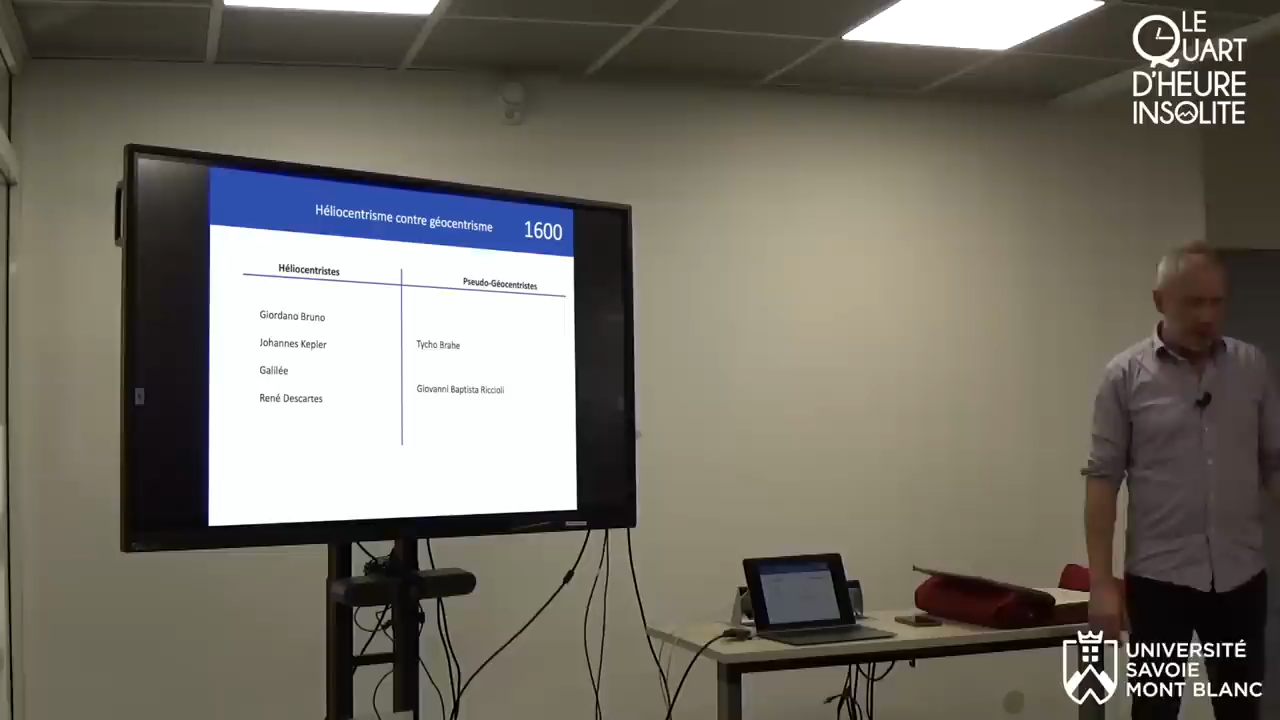 LE
QUART
D'HEURE
INSOLITE
Héliocentrisme contre géocentrisme
1600
Héliocentristes
Pseudo-Géocentristes
Giordano Bruno
Johannes Kepler
Tycho Brahe
Galilée
Giovanni Baptista Riccioli
René Descartes
UNIVERSITÉ
SAVOIE
MONT BLANC